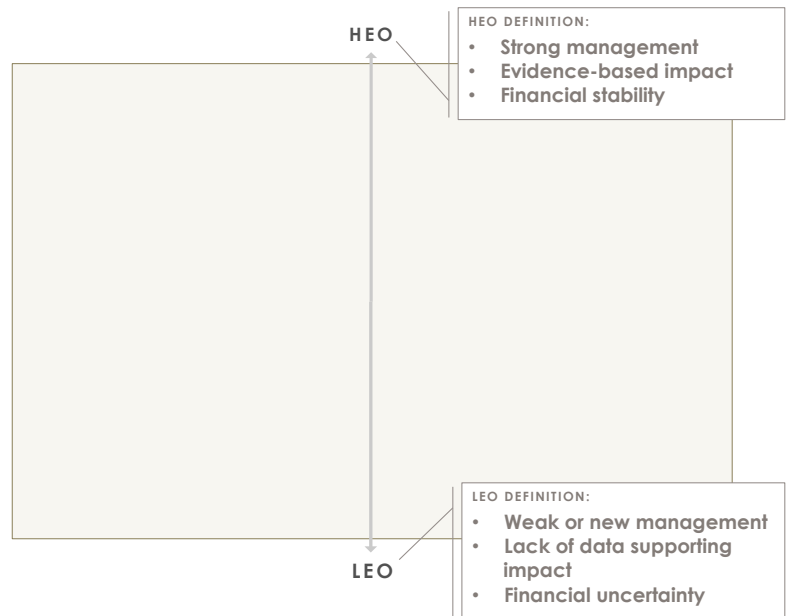 HEO
HEO DEFINITION:
• Strong management
• Evidence-based impact
• Financial stability
LEO DEFINITION:
• Weak or new management
• Lack of data supporting
impact
• Financial uncertainty
LEO